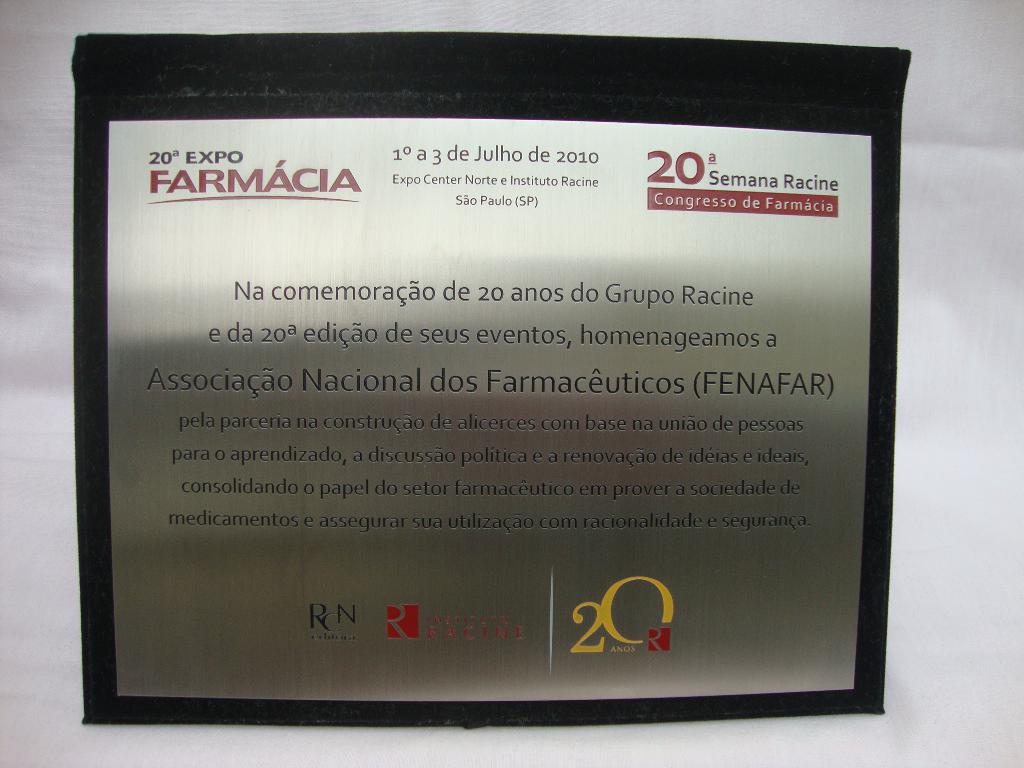 20ª EXPO
FARMÁCIA
1º a 3 de Julho de 2010
Expo Center Norte e Instituto Racine
São Paulo (SP)
20ª
Semana Racine
Congresso de Farmácia
Na comemoração de 20 anos do Grupo Racine
e da 20ª edição de seus eventos, homenageamos a
Associação Nacional dos Farmacêuticos (FENAFAR)
pela parceria na construção de alicerces com base na união de pessoas
para o aprendizado, a discussão política e a renovação de idéias e ideais,
consolidando o papel do setor farmacêutico em prover a sociedade de
medicamentos e assegurar sua utilização com racionalidade e segurança.
RCN
editora
R
INSTITUTO
RACINE
20
ANOS
R